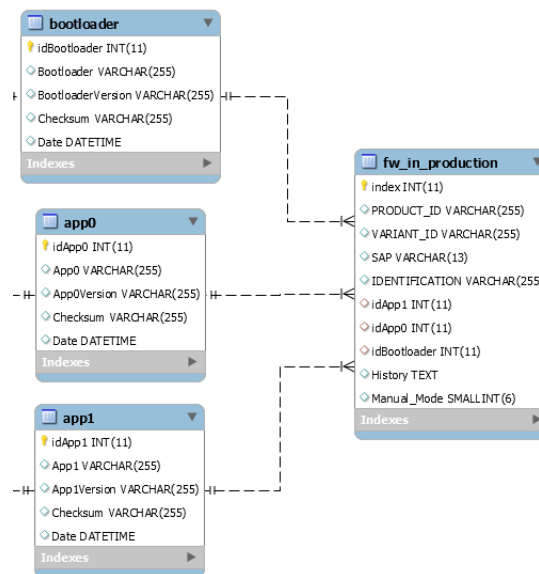 bootloader
idBootloader INT(11)
Bootloader VARCHAR(255)
BootloaderVersion VARCHAR(255)
Checksum VARCHAR(255)
Date DATETIME
Indexes
app0
idApp0 INT(11)
App0 VARCHAR(255)
App0Version VARCHAR(255)
Checksum VARCHAR(255)
Date DATETIME
Indexes
app1
idApp1 INT(11)
App1 VARCHAR(255)
App1Version VARCHAR(255)
Checksum VARCHAR(255)
Date DATETIME
Indexes
fw_in_production
index INT(11)
PRODUCT_ID VARCHAR(255)
VARIANT_ID VARCHAR(255)
SAP VARCHAR(13)
IDENTIFICATION VARCHAR(255
idApp1 INT(11)
idApp0 INT(11)
idBootloader INT(11)
History TEXT
Manual_Mode SMALLINT(6)
Indexes